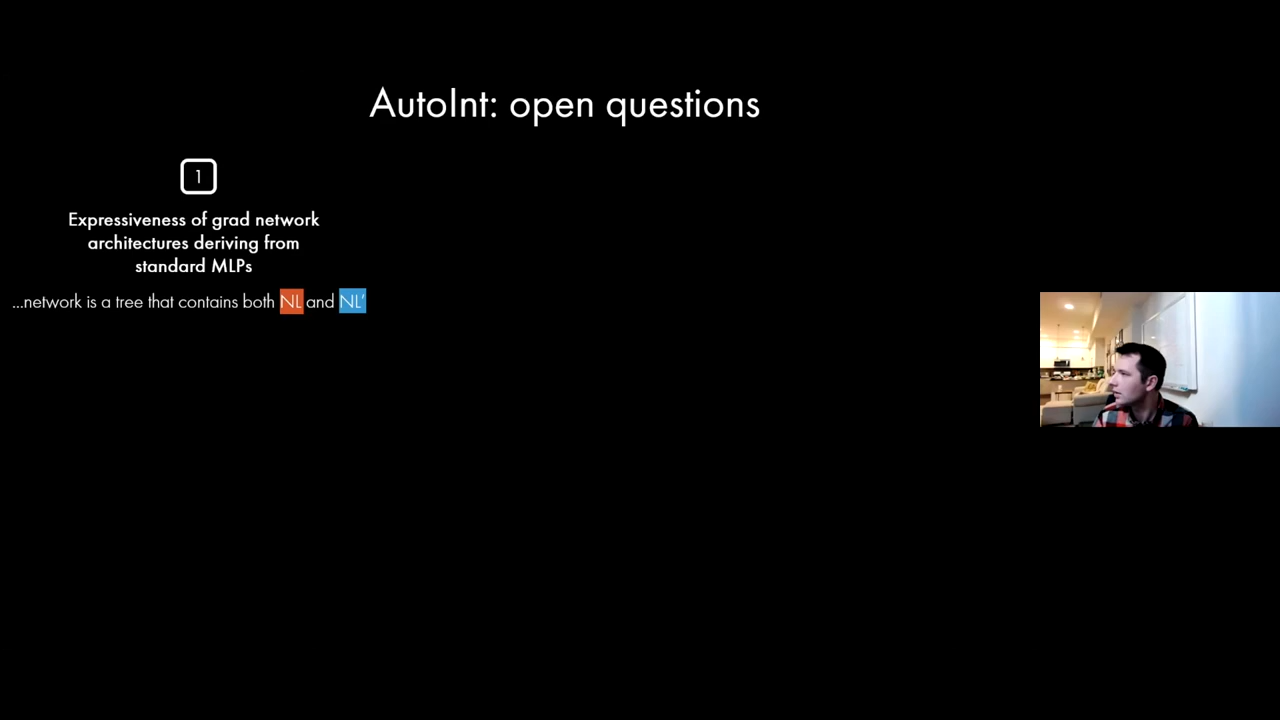 AutoInt: open questions
1
Expressiveness of grad network
architectures deriving from
standard MLPs
...network is a tree that contains both NL and NL'